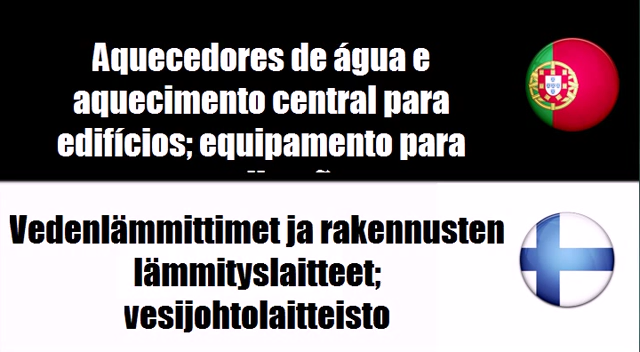 Aquecedores de água e
aquecimento central para
edifícios; equipamento para
Vedenlämmittimet ja rakennusten
lämmityslaitteet;
vesijohtolaitteisto